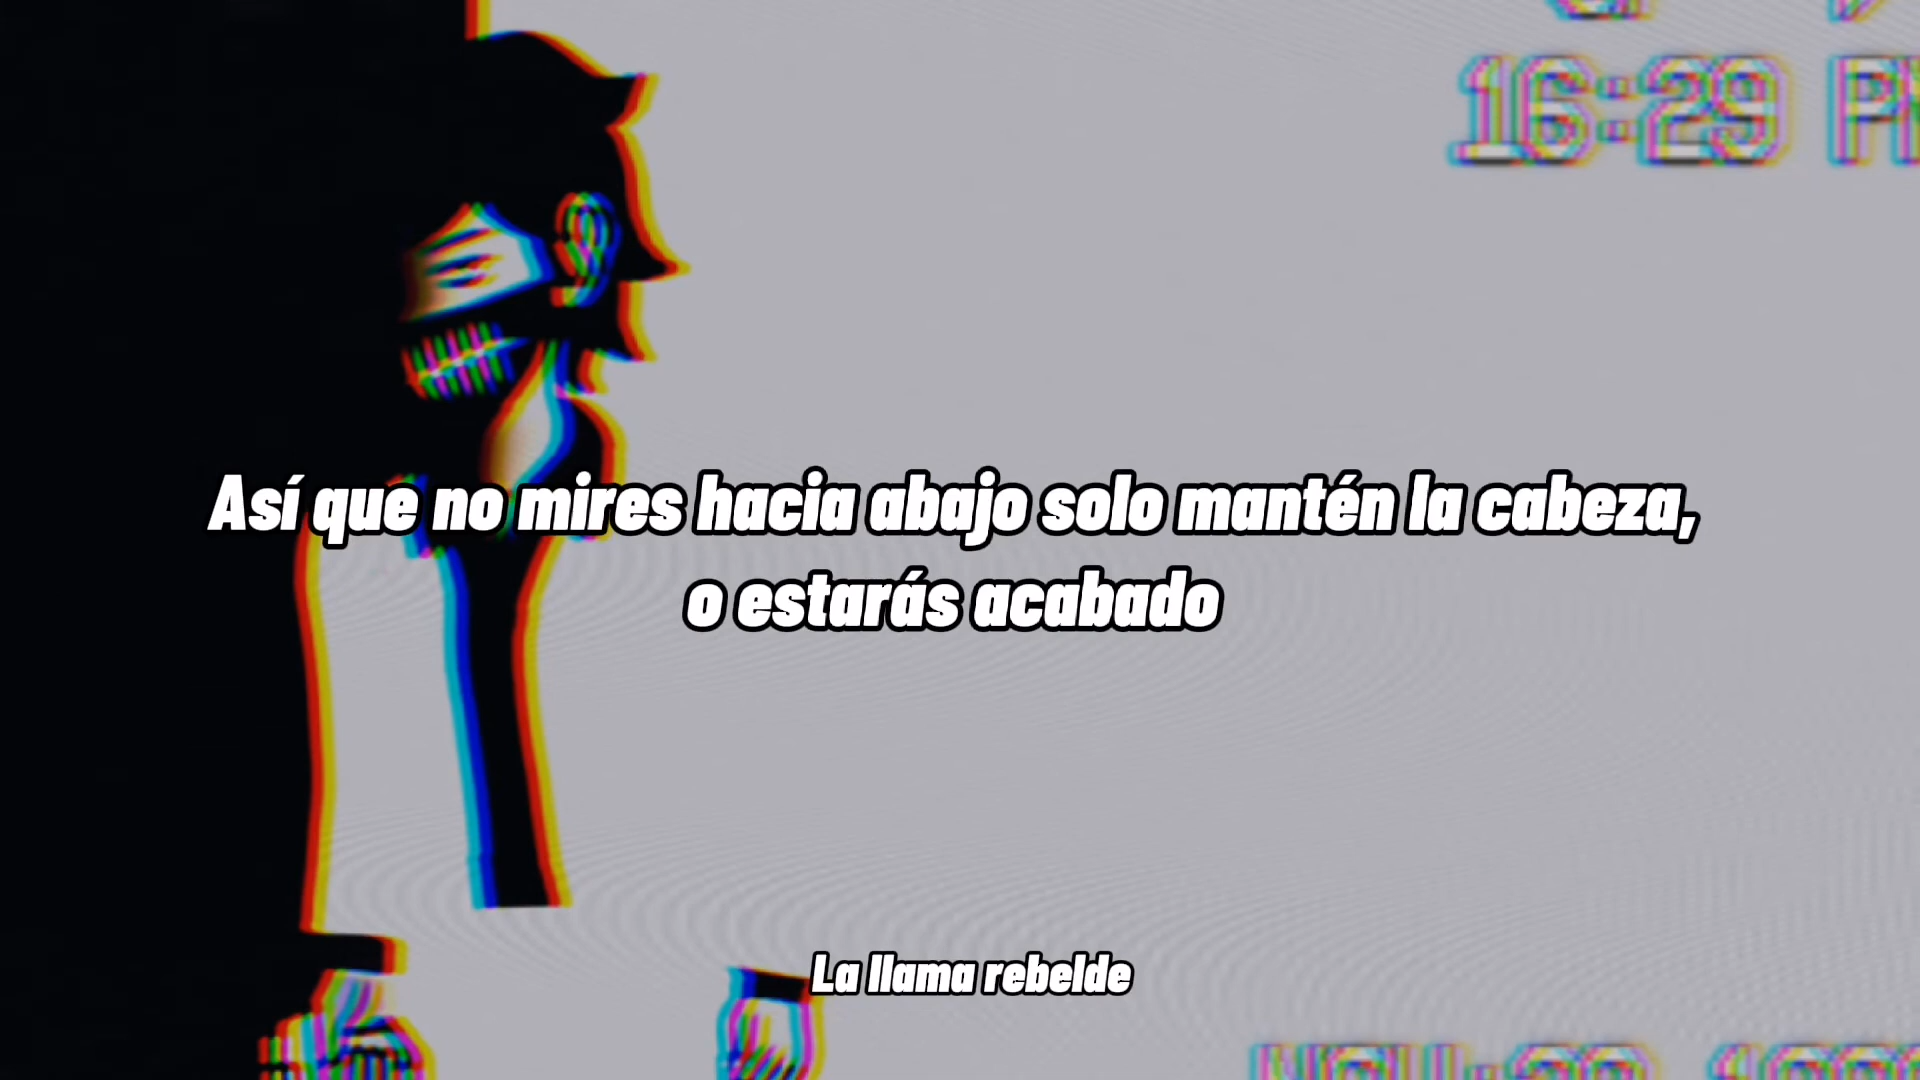 16:29
Así que no mires hacia abajo solo mantén la cabeza,
o estarás acabado
La llama rebelde